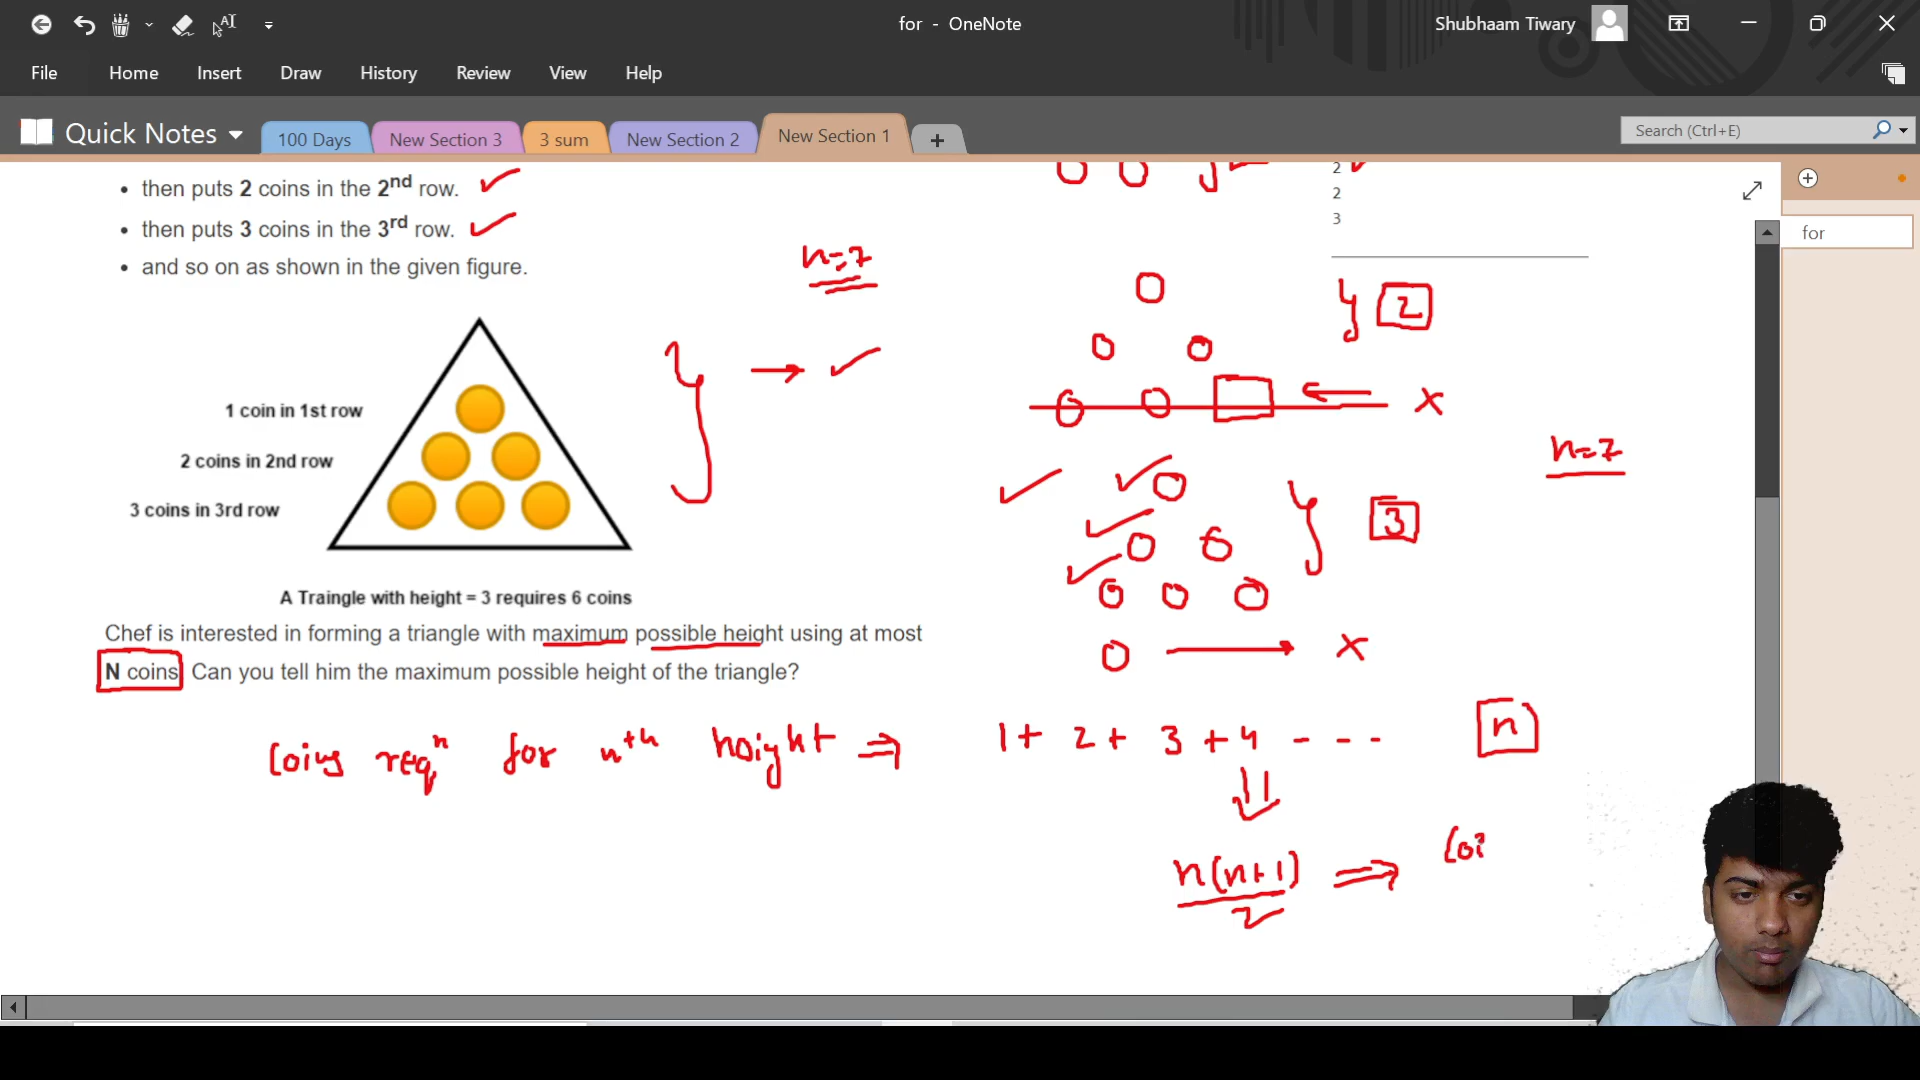 for - OneNote
Shubhaam Tiwary
File Home Insert Draw History Review View Help
Quick Notes
100 Days
New Section 3
3 sum
New Section 2
New Section 1
Search (Ctrl+E)
for
• then puts 2 coins in the 2nd row.
• then puts 3 coins in the 3rd row.
• and so on as shown in the given figure.
n=7
1 coin in 1st row
2 coins in 2nd row
3 coins in 3rd row
A Traingle with height = 3 requires 6 coins
Chef is interested in forming a triangle with maximum possible height using at most
N coins. Can you tell him the maximum possible height of the triangle?
2
2
3
2
x
n=7
3
x
Coins reqn for nth height ⇒ 1+ 2+ 3 +4 - - - n
n(n+1)/2 ⇒ Coi